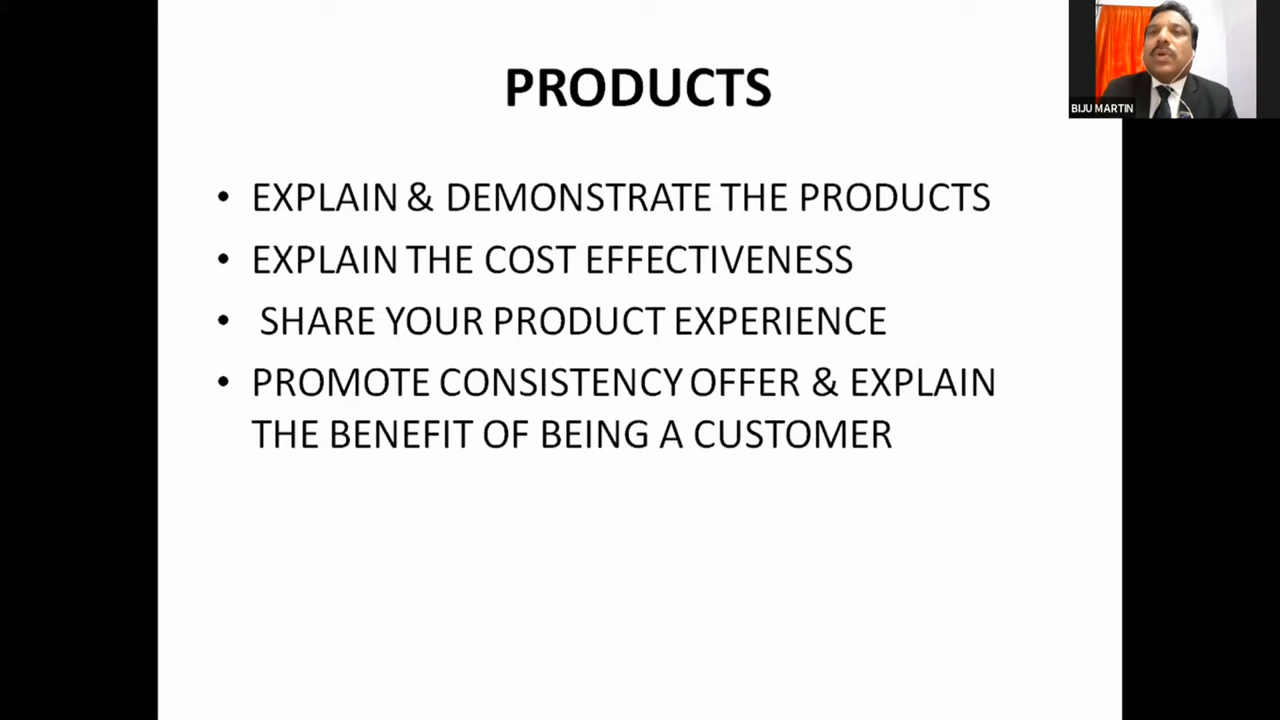 PRODUCTS
BIJU MARTIN
• EXPLAIN & DEMONSTRATE THE PRODUCTS
• EXPLAIN THE COST EFFECTIVENESS
• SHARE YOUR PRODUCT EXPERIENCE
• PROMOTE CONSISTENCY OFFER & EXPLAIN
THE BENEFIT OF BEING A CUSTOMER